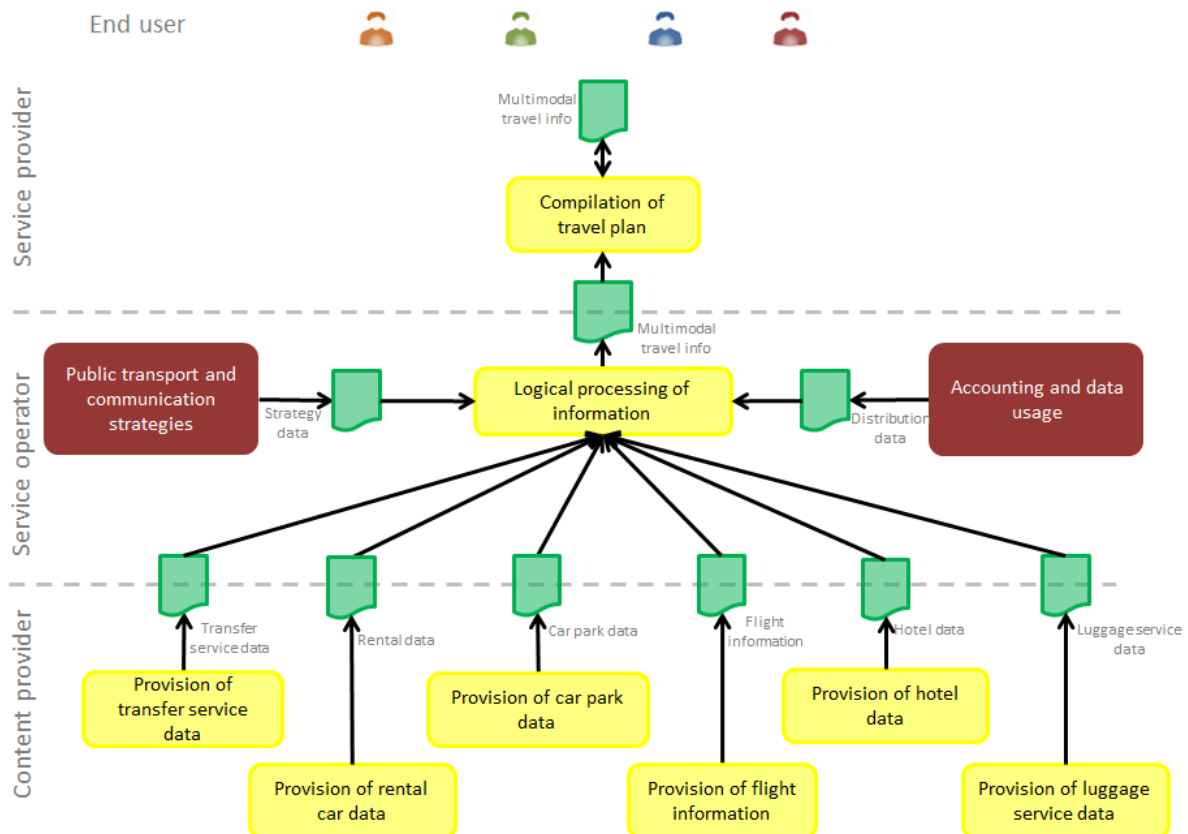 End user
Service provider
Multimodal
travel info
Compilation of
travel plan
Service operator
Multimodal
travel info
Public transport and
communication
strategies
Strategy
data
Logical processing of
information
Distribution
data
Accounting and data
usage
Content provider
Transfer
service data
Rental data
Car park data
Flight
information
Hotel data
Luggage service
data
Provision of
transfer service
data
Provision of car park
data
Provision of hotel
data
Provision of rental
car data
Provision of flight
information
Provision of luggage
service data